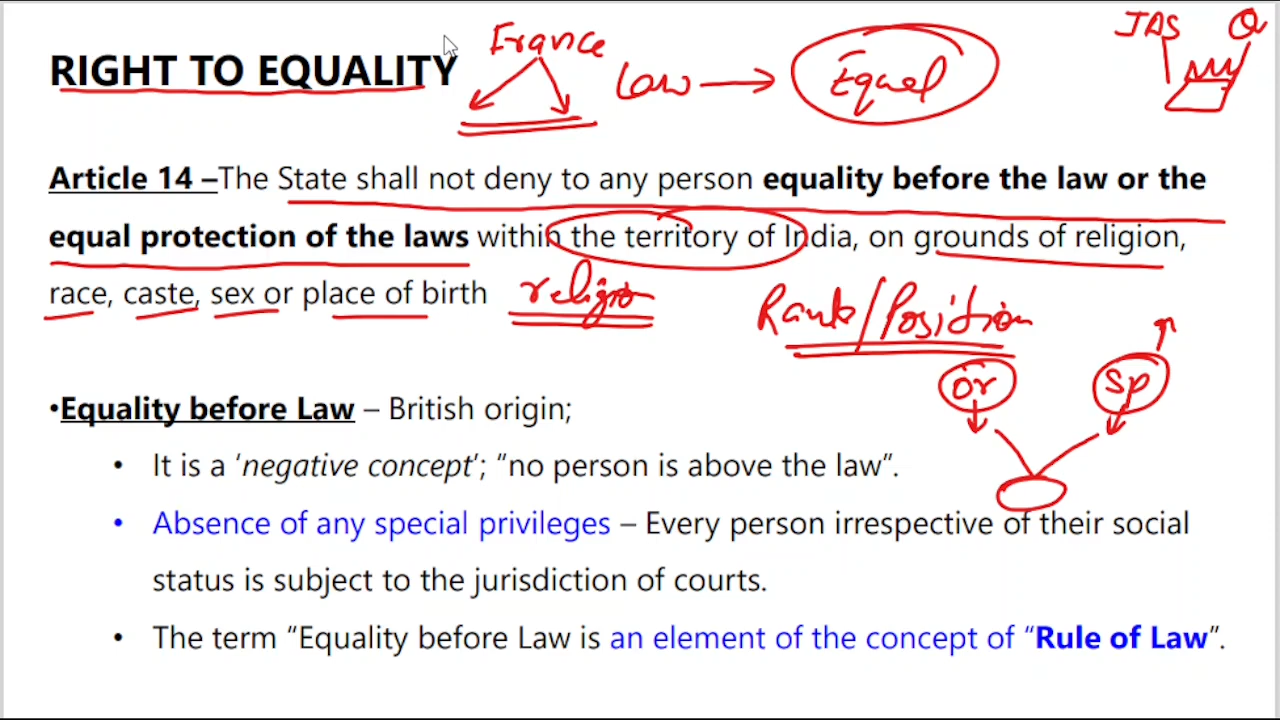 RIGHT TO EQUALITY
France
Law → Equal
IAS
Article 14 –The State shall not deny to any person equality before the law or the
equal protection of the laws within the territory of India, on grounds of religion,
race, caste, sex or place of birth
religion
Rank/Position
or
sp
•Equality before Law – British origin;
• It is a ‘negative concept’; “no person is above the law”.
• Absence of any special privileges – Every person irrespective of their social
status is subject to the jurisdiction of courts.
• The term “Equality before Law is an element of the concept of “Rule of Law”.